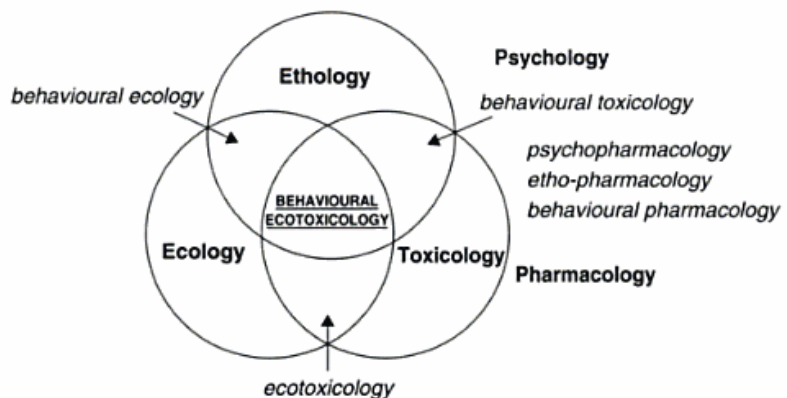 Psychology
Ethology
behavioural ecology
behavioural toxicology
psychopharmacology
etho-pharmacology
behavioural pharmacology
BEHAVIOURAL
ECOTOXICOLOGY
Ecology
Toxicology
Pharmacology
ecotoxicology